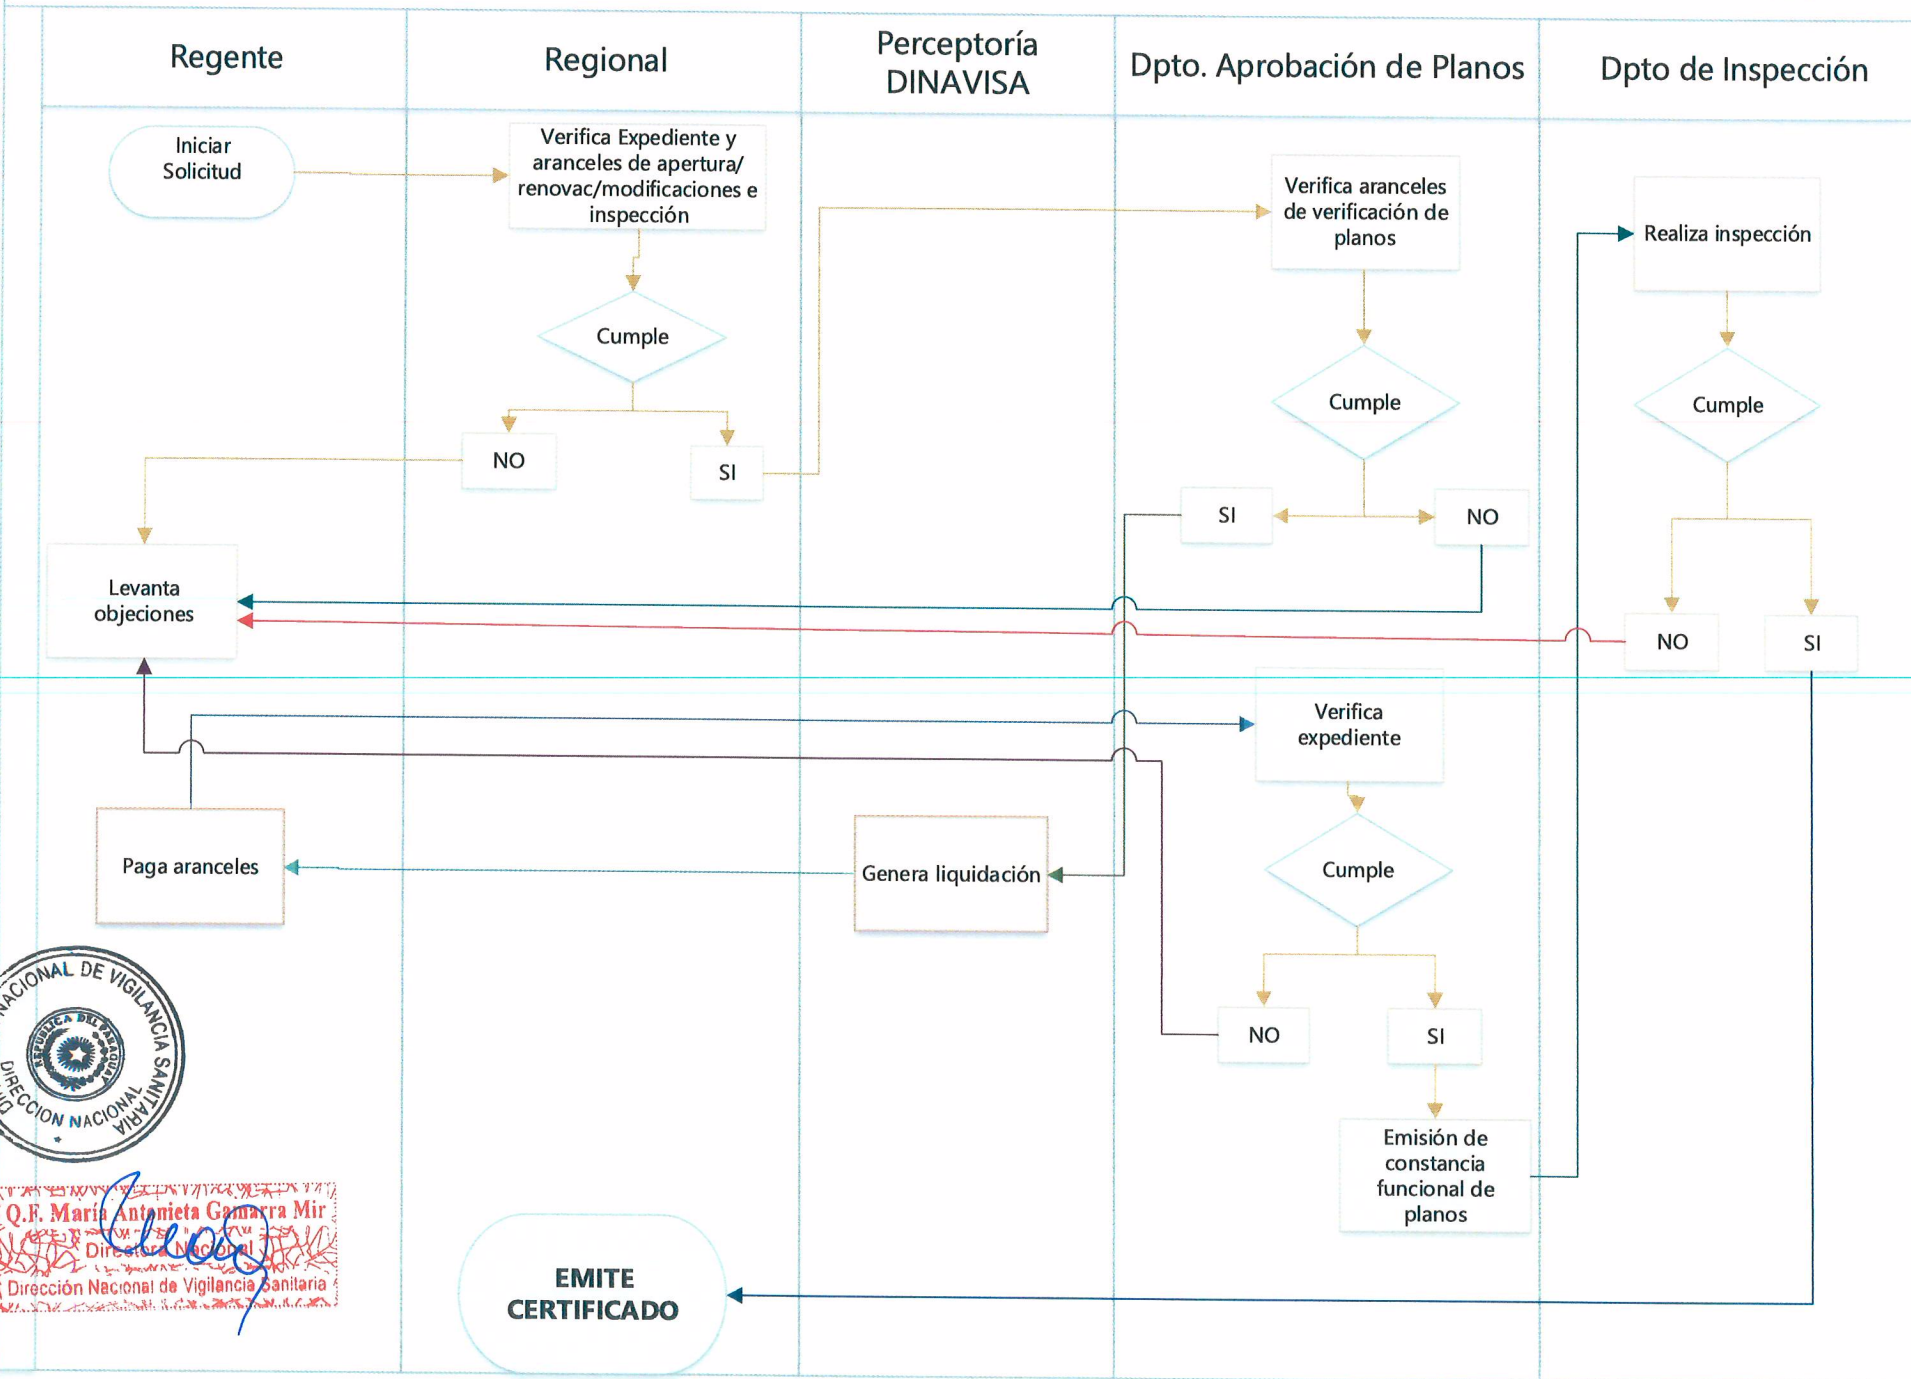 Regente
Regional
Perceptoría
DINAVISA
Dpto. Aprobación de Planos
Dpto de Inspección
Iniciar
Solicitud
Verifica Expediente y
aranceles de apertura/
renovac/modificaciones e
inspección
Verifica aranceles
de verificación de
planos
Realiza inspección
Cumple
Cumple
Cumple
NO
SI
SI
NO
Levanta
objeciones
NO
SI
Verifica
expediente
Paga aranceles
Genera liquidación
Cumple
NO
SI
Emisión de
constancia
funcional de
planos
EMITE
CERTIFICADO
NACIONAL DE VIGILANCIA SANITARIA
REPUBLICA DEL PARAGUAY
DIRECCION NACIONAL
Q.F. María Antonieta Gamarra Mir
Directora Nacional
Dirección Nacional de Vigilancia Sanitaria